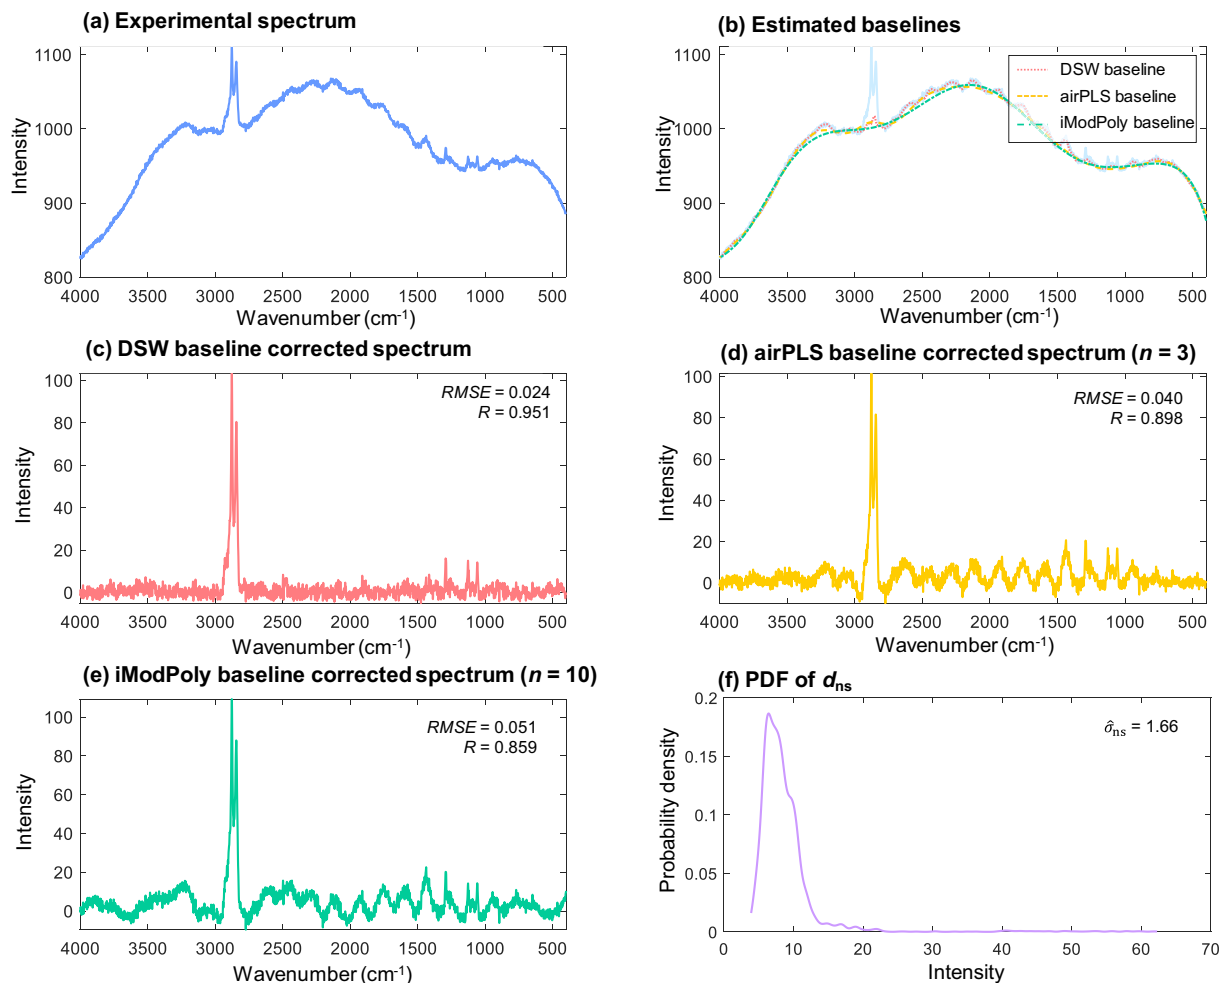 (a) Experimental spectrum
1100
1000
900
800
Intensity
4000 3500 3000 2500 2000 1500 1000 500
Wavenumber (cm⁻¹)
(b) Estimated baselines
1100
1000
900
800
Intensity
DSW baseline
airPLS baseline
iModPoly baseline
4000 3500 3000 2500 2000 1500 1000 500
Wavenumber (cm⁻¹)
(c) DSW baseline corrected spectrum
100
80
60
40
20
0
Intensity
RMSE = 0.024
R = 0.951
4000 3500 3000 2500 2000 1500 1000 500
Wavenumber (cm⁻¹)
(d) airPLS baseline corrected spectrum (n = 3)
100
80
60
40
20
0
Intensity
RMSE = 0.040
R = 0.898
4000 3500 3000 2500 2000 1500 1000 500
Wavenumber (cm⁻¹)
(e) iModPoly baseline corrected spectrum (n = 10)
100
80
60
40
20
0
Intensity
RMSE = 0.051
R = 0.859
4000 3500 3000 2500 2000 1500 1000 500
Wavenumber (cm⁻¹)
(f) PDF of dₙₛ
0.2
0.15
0.1
0.05
0
Probability density
σ̂ₙₛ = 1.66
0 10 20 30 40 50 60 70
Intensity